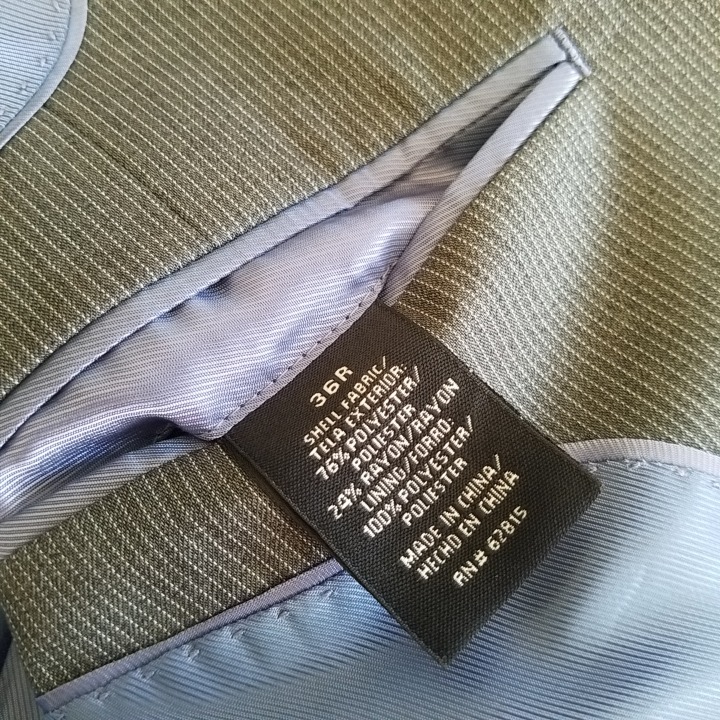 36R
SHELL FABRIC/
TELA EXTERIOR:
76% POLYESTER/
POLIESTER
24% RAYON/RAYON
LINING/FORRO:
100% POLYESTER/
POLIESTER
MADE IN CHINA/
HECHO EN CHINA
RN# 62815